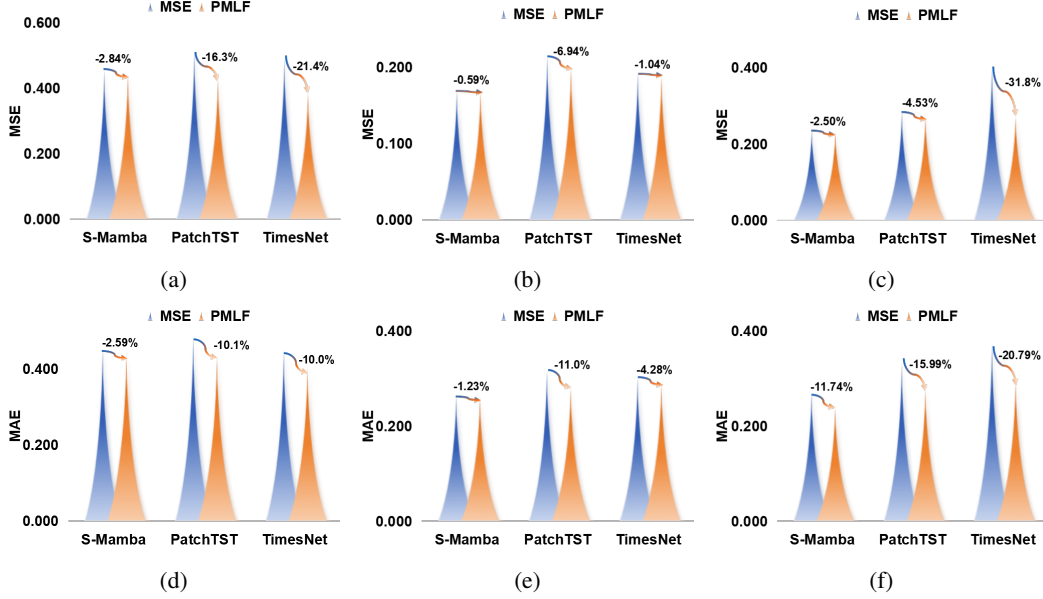 MSE PMLF
0.600
0.400
0.200
0.000
MSE
-2.84%
-16.3%
-21.4%
S-Mamba PatchTST TimesNet
(a)
MSE PMLF
0.200
0.100
0.000
MSE
-0.59%
-6.94%
-1.04%
S-Mamba PatchTST TimesNet
(b)
MSE PMLF
0.400
0.200
0.000
MSE
-2.50%
-4.53%
-31.8%
S-Mamba PatchTST TimesNet
(c)
MSE PMLF
0.400
0.200
0.000
MAE
-2.59%
-10.1%
-10.0%
S-Mamba PatchTST TimesNet
(d)
MSE PMLF
0.400
0.200
0.000
MAE
-1.23%
-11.0%
-4.28%
S-Mamba PatchTST TimesNet
(e)
MSE PMLF
0.400
0.200
0.000
MAE
-11.74%
-15.99%
-20.79%
S-Mamba PatchTST TimesNet
(f)